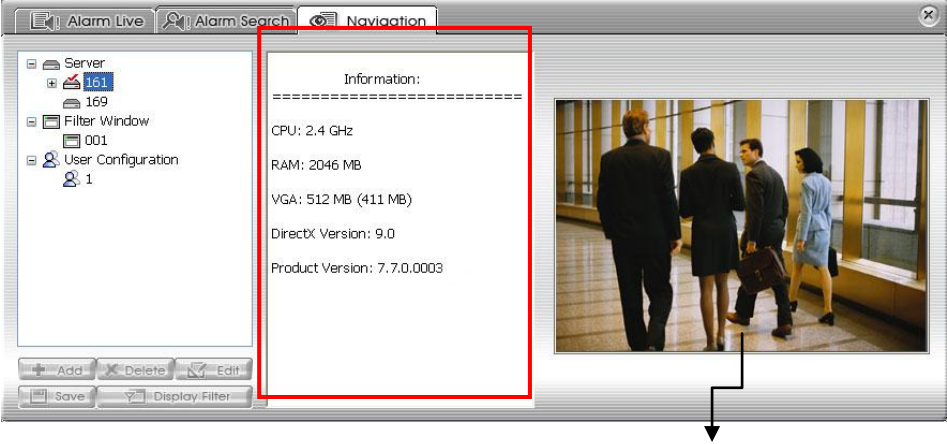 Alarm Live
Alarm Search
Navigation
Server
161
169
Filter Window
001
User Configuration
1
Add
Delete
Edit
Save
Display Filter
Information:
===========================
CPU: 2.4 GHz
RAM: 2046 MB
VGA: 512 MB (411 MB)
DirectX Version: 9.0
Product Version: 7.7.0.0003